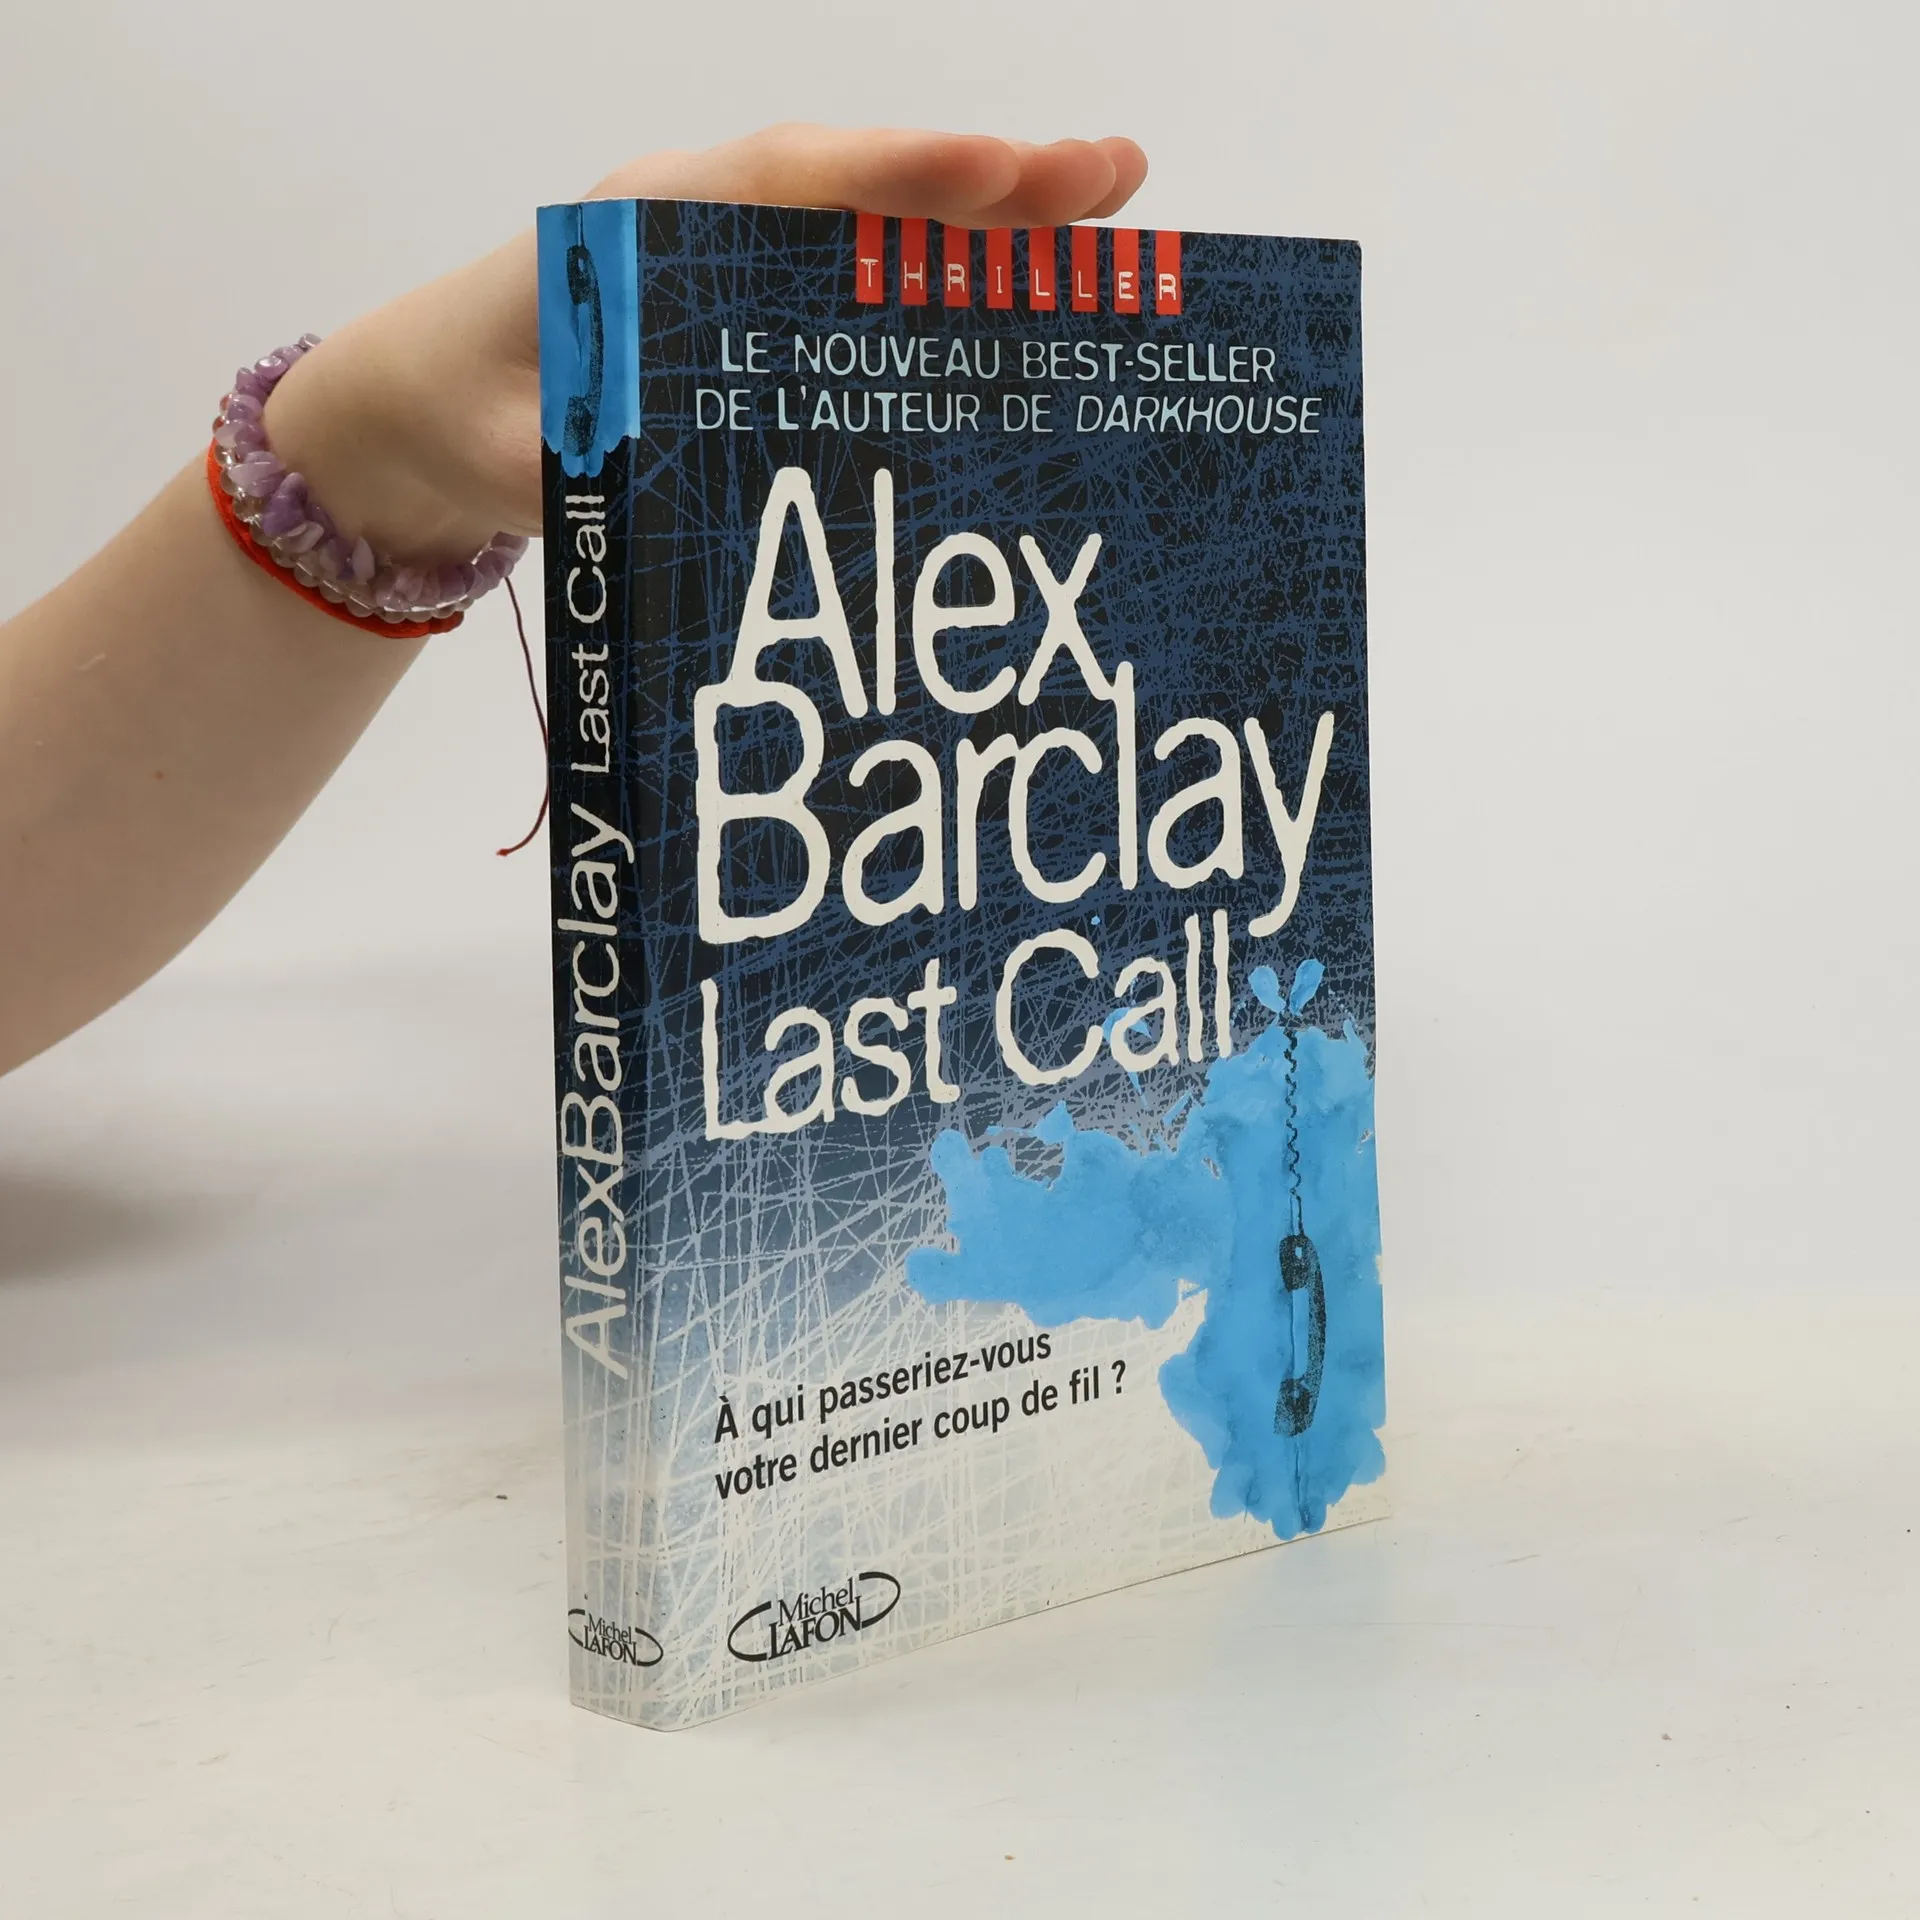 THRILLER
LE NOUVEAU BEST-SELLER
DE L'AUTEUR DE DARKHOUSE
Alex
Barclay
Last Call
À qui passeriez-vous
votre dernier coup de fil ?
Michel
LAFON
AlexBarclay Last Call
Michel
LAFON